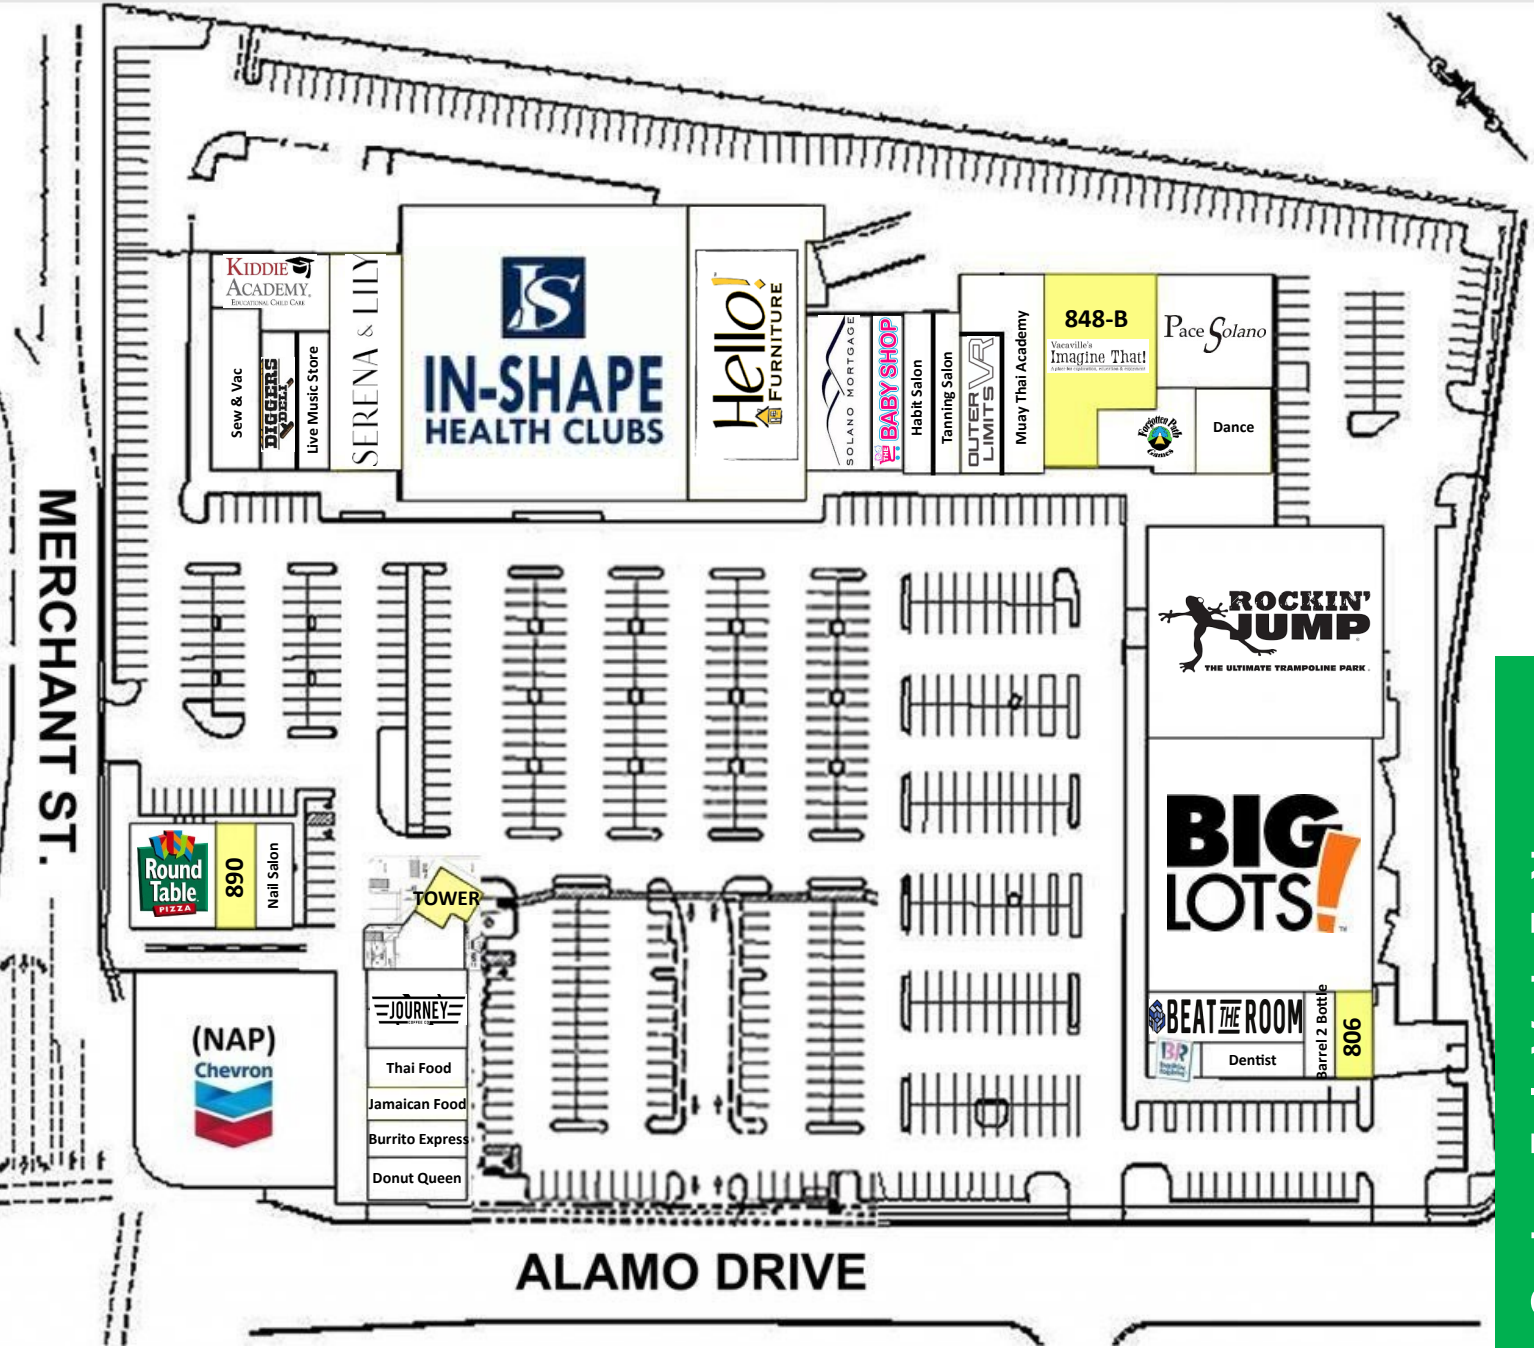 KIDDIE
ACADEMY
EDUCATIONAL CHILD CARE
Sew & Vac
DIGGERS
DELI
Live Music Store
SERENA & LILY
IS
IN-SHAPE
HEALTH CLUBS
Hello!
FURNITURE
SOLANO MORTGAGE
BABY SHOP
Habit Salon
Tanning Salon
OUTER
LIMITS VR
Muay Thai Academy
848-B
Vacaville's
Imagine That!
Pace Solano
Forgotten Path
Games
Dance
MERCHANT ST.
ROCKIN'
JUMP
THE ULTIMATE TRAMPOLINE PARK
BIG
LOTS!
Round
Table
PIZZA
890
Nail Salon
TOWER
(NAP)
Chevron
JOURNEY
COFFEE CO
Thai Food
Jamaican Food
Burrito Express
Donut Queen
BEAT THE ROOM
BR
Dentist
Barrel 2 Bottle
806
ALAMO DRIVE